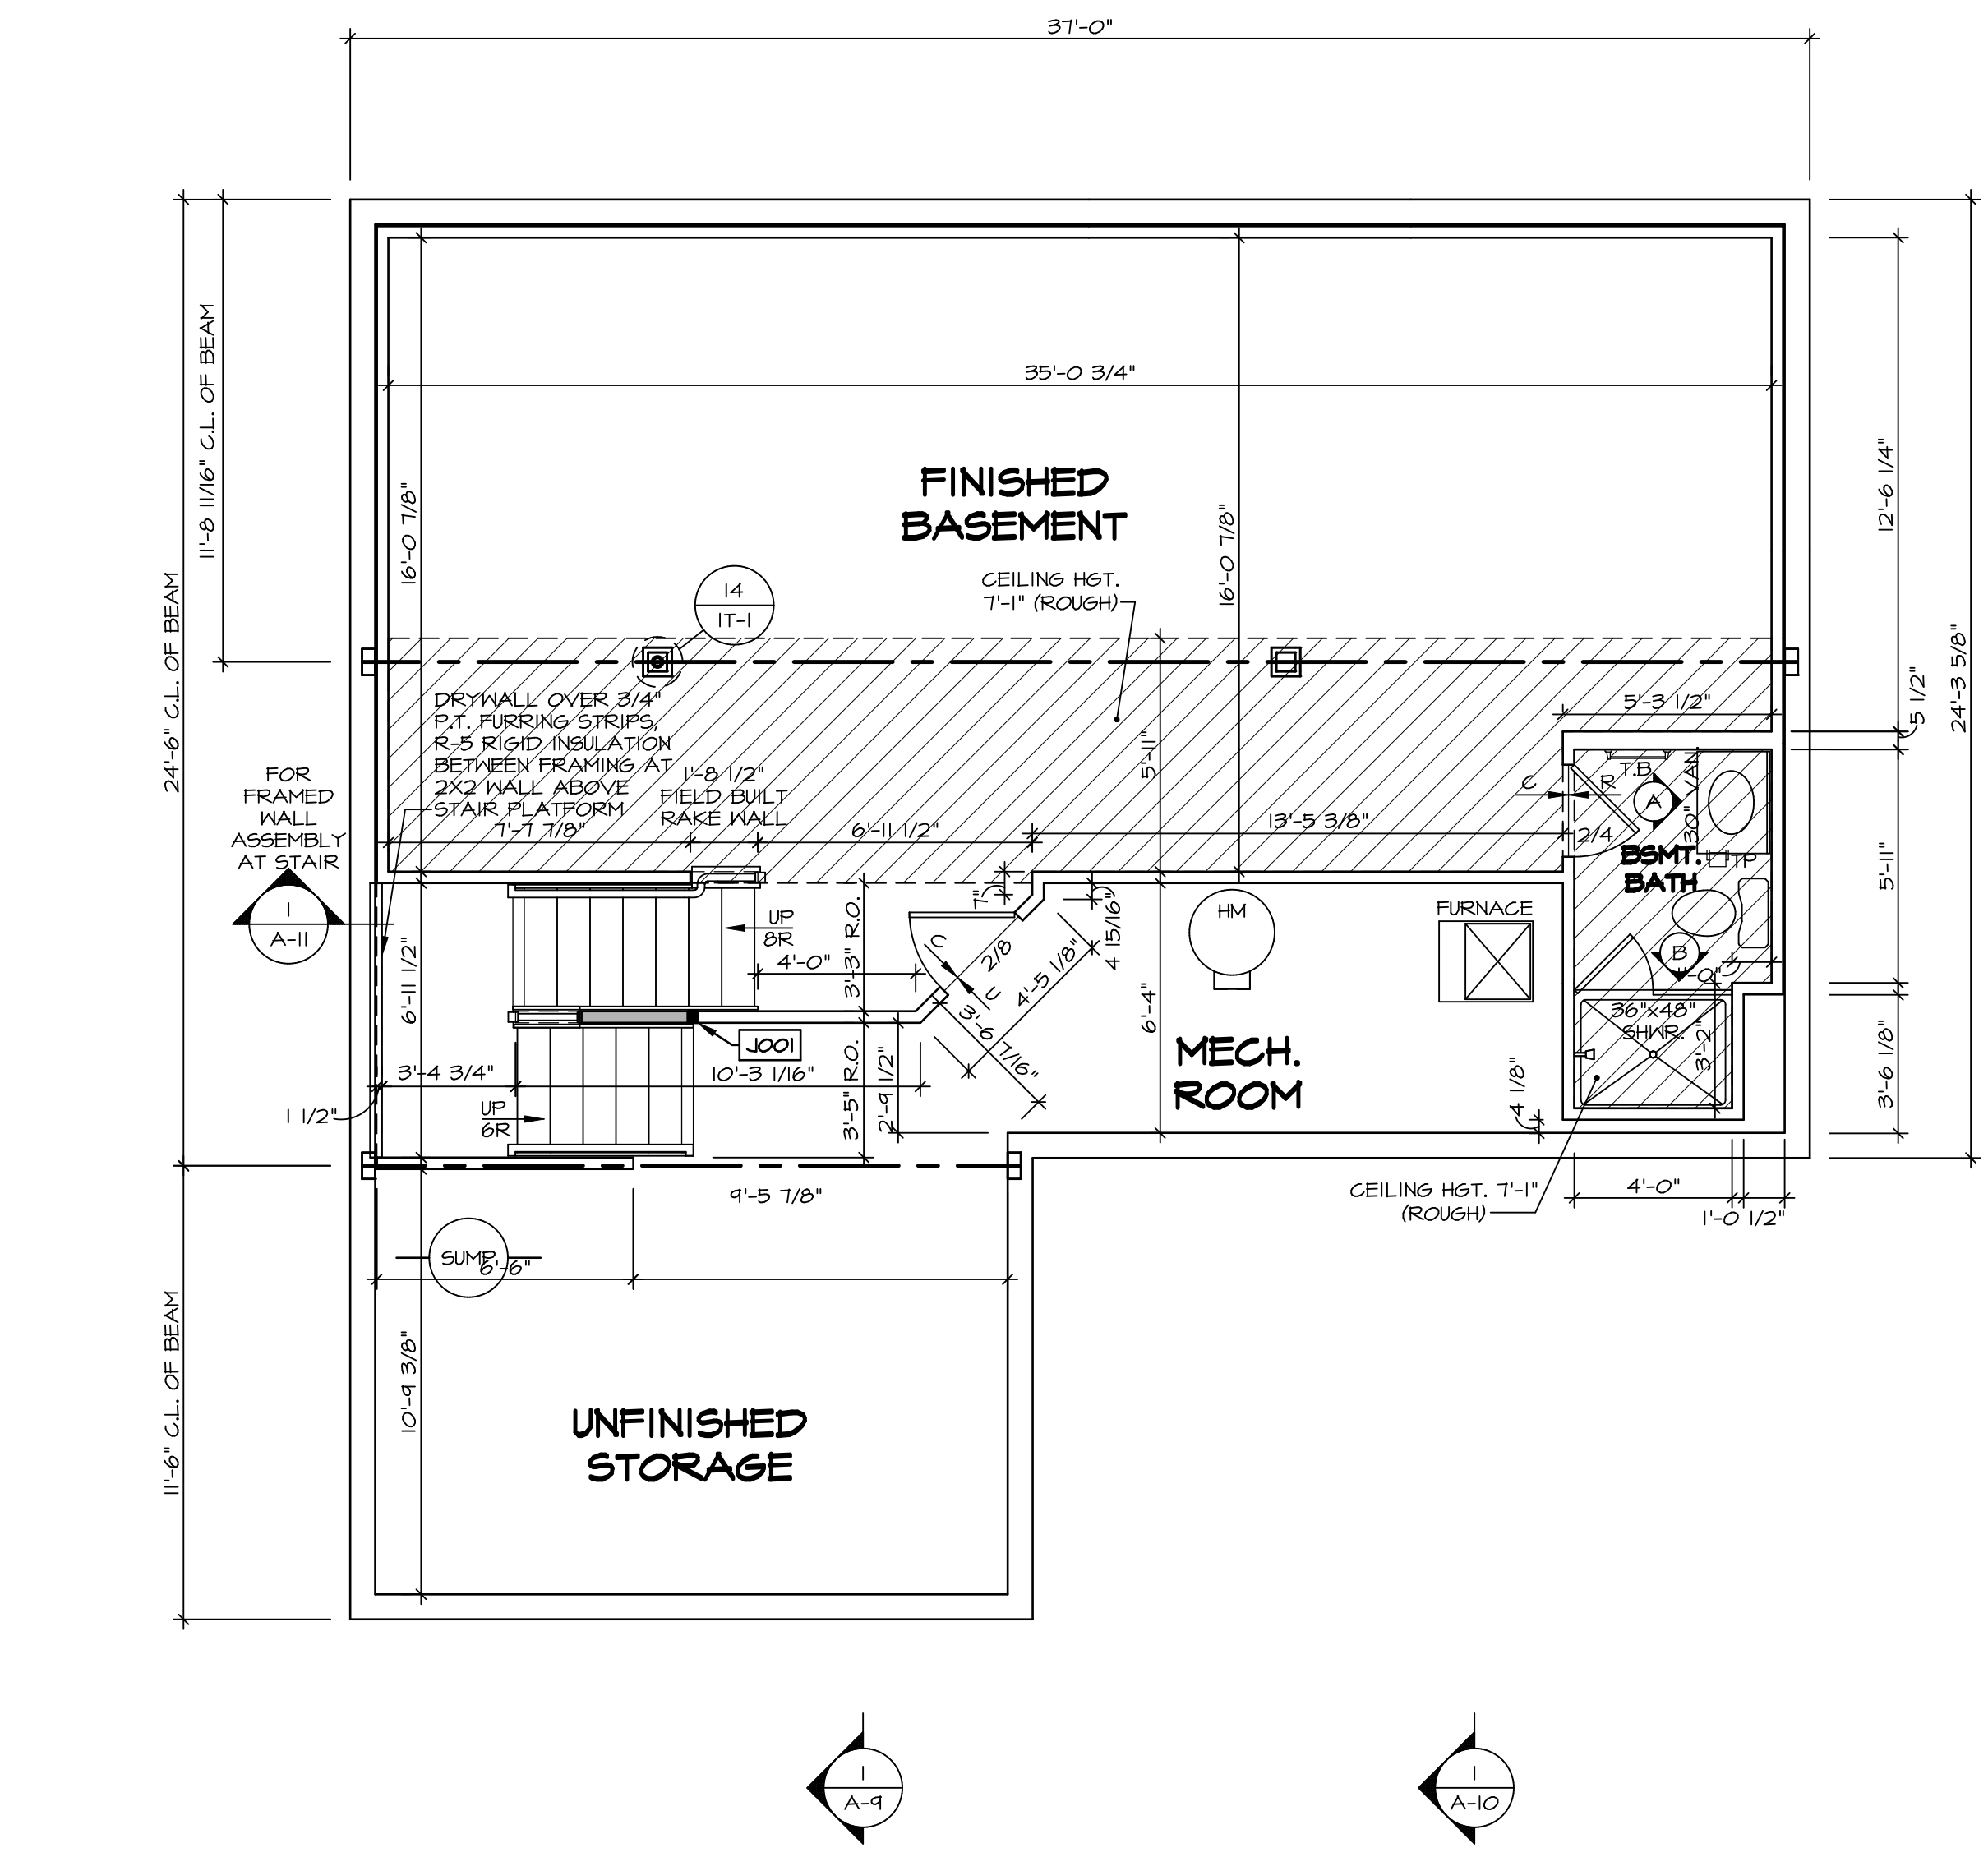 37'-0"
11'-8 11/16" C.L. OF BEAM
24'-6" C.L. OF BEAM
35'-0 3/4"
16'-0 7/8"
FINISHED
BASEMENT
16'-0 7/8"
12'-6 1/4"
CEILING HGT.
7'-1" (ROUGH)
14
1T-1
24'-3 5/8"
5 1/2"
5'-3 1/2"
DRYWALL OVER 3/4"
P.T. FURRING STRIPS,
R-5 RIGID INSULATION
BETWEEN FRAMING AT
2X2 WALL ABOVE
STAIR PLATFORM
5'-11"
FOR
FRAMED
WALL
ASSEMBLY
AT STAIR
1'-8 1/2"
FIELD BUILT
RAKE WALL
7'-7 7/8"
6'-11 1/2"
13'-5 3/8"
C
R
T.B.
A
30" VAN.
2/4
BSMT.
BATH
TP
5'-11"
1
A-11
UP
8R
4'-0"
3'-3" R.O.
7"
4 15/16"
HM
FURNACE
C
U
2/8
4'-5 1/8"
3'-6 7/16"
B
1'-0"
6'-11 1/2"
6'-4"
36"x48"
SHWR.
3'-2"
J001
MECH.
ROOM
3'-4 3/4"
10'-3 1/16"
3'-5" R.O.
2'-9 1/2"
4 1/8"
3'-6 1/8"
1 1/2"
UP
6R
9'-5 7/8"
CEILING HGT. 7'-1"
(ROUGH)
4'-0"
1'-0 1/2"
SUMP
6'-6"
11'-6" C.L. OF BEAM
10'-9 3/8"
UNFINISHED
STORAGE
1
A-9
1
A-10